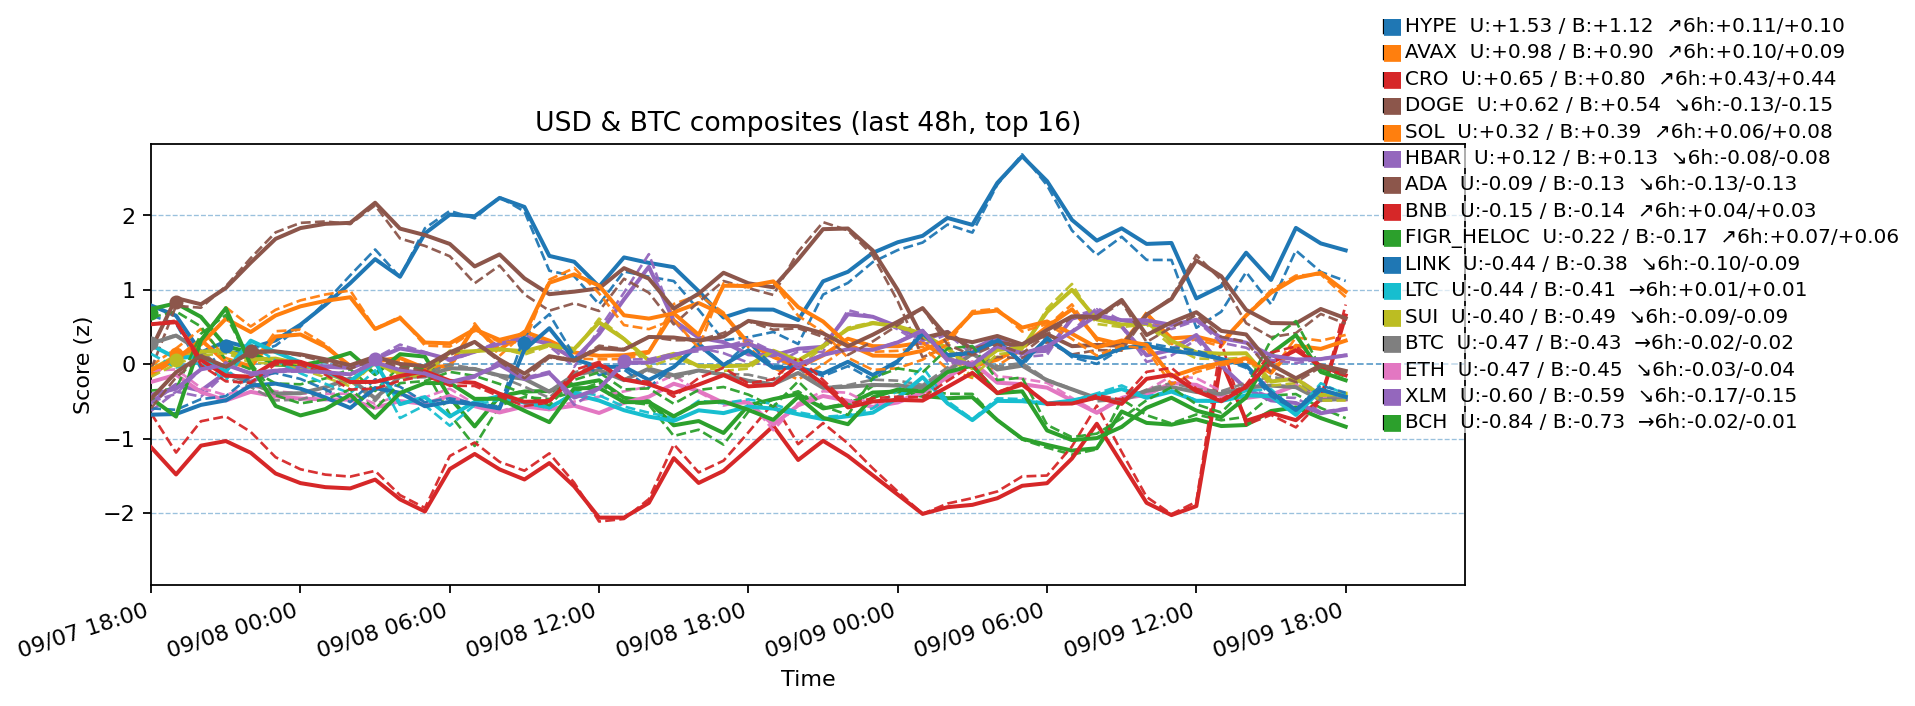 HYPE  U:+1.53 / B:+1.12  ↗6h:+0.11/+0.10
AVAX  U:+0.98 / B:+0.90  ↗6h:+0.10/+0.09
CRO  U:+0.65 / B:+0.80  ↗6h:+0.43/+0.44
DOGE  U:+0.62 / B:+0.54  ↘6h:-0.13/-0.15
SOL  U:+0.32 / B:+0.39  ↗6h:+0.06/+0.08
HBAR  U:+0.12 / B:+0.13  ↘6h:-0.08/-0.08
ADA  U:-0.09 / B:-0.13  ↘6h:-0.13/-0.13
BNB  U:-0.15 / B:-0.14  ↗6h:+0.04/+0.03
FIGR_HELOC  U:-0.22 / B:-0.17  ↗6h:+0.07/+0.06
LINK  U:-0.44 / B:-0.38  ↘6h:-0.10/-0.09
LTC  U:-0.44 / B:-0.41  →6h:+0.01/+0.01
SUI  U:-0.40 / B:-0.49  ↘6h:-0.09/-0.09
BTC  U:-0.47 / B:-0.43  →6h:-0.02/-0.02
ETH  U:-0.47 / B:-0.45  ↘6h:-0.03/-0.04
XLM  U:-0.60 / B:-0.59  ↘6h:-0.17/-0.15
BCH  U:-0.84 / B:-0.73  →6h:-0.02/-0.01
USD & BTC composites (last 48h, top 16)
Score (z)
2
1
0
−1
−2
09/07 18:00
09/08 00:00
09/08 06:00
09/08 12:00
09/08 18:00
09/09 00:00
09/09 06:00
09/09 12:00
09/09 18:00
Time